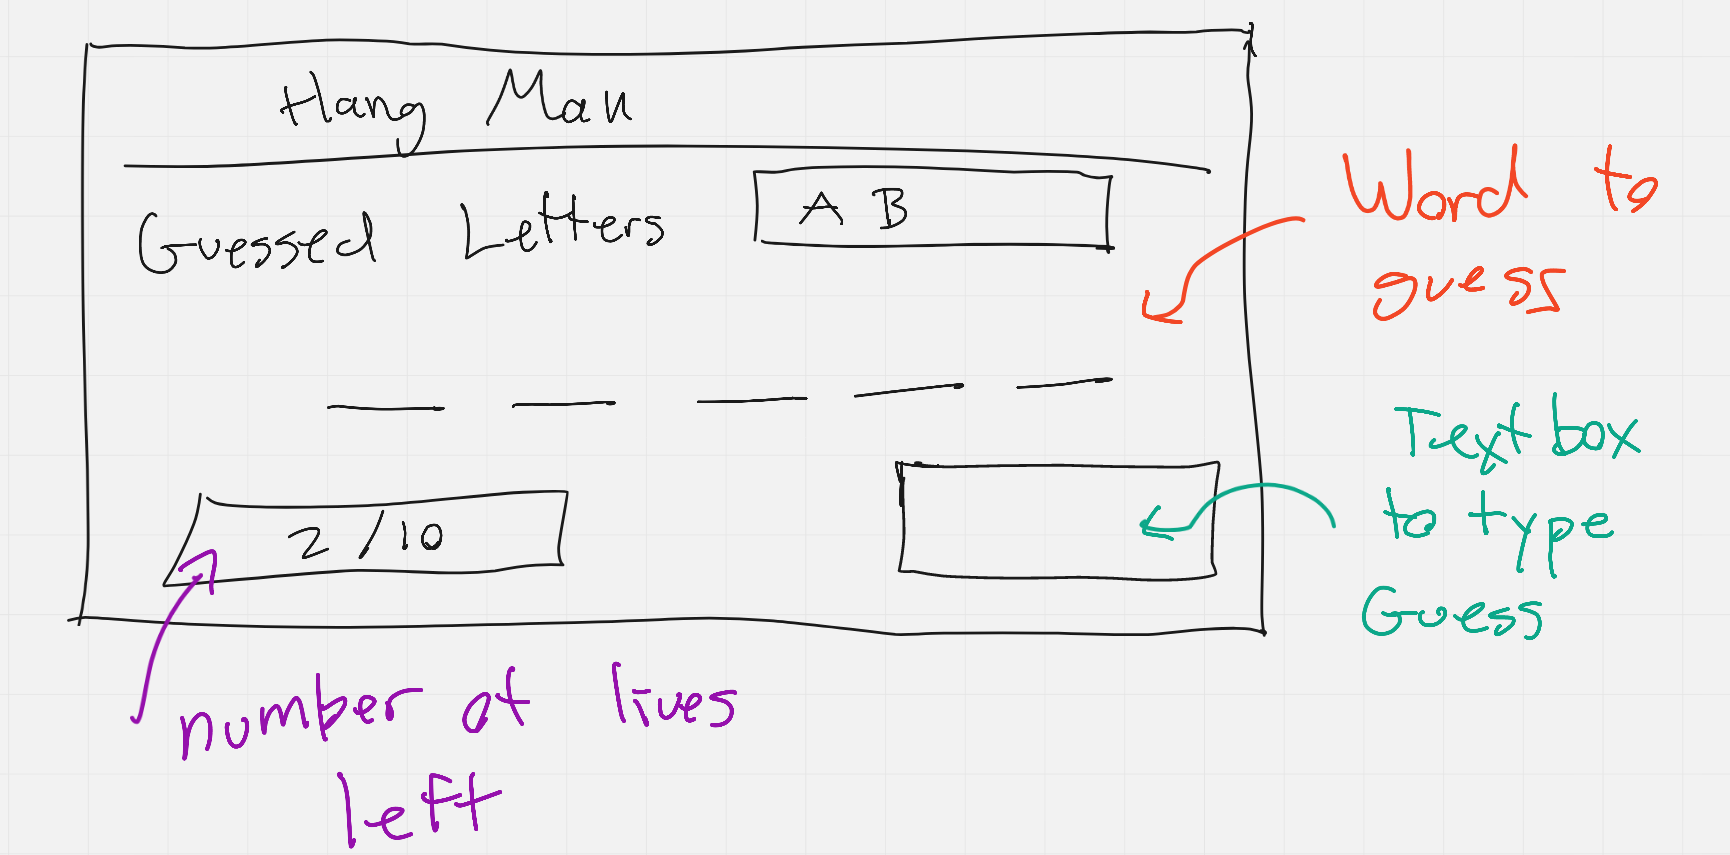 Hang Man
Guessed Letters
A B
2/10
Word to
guess
Text box
to type
Guess
number of lives
left